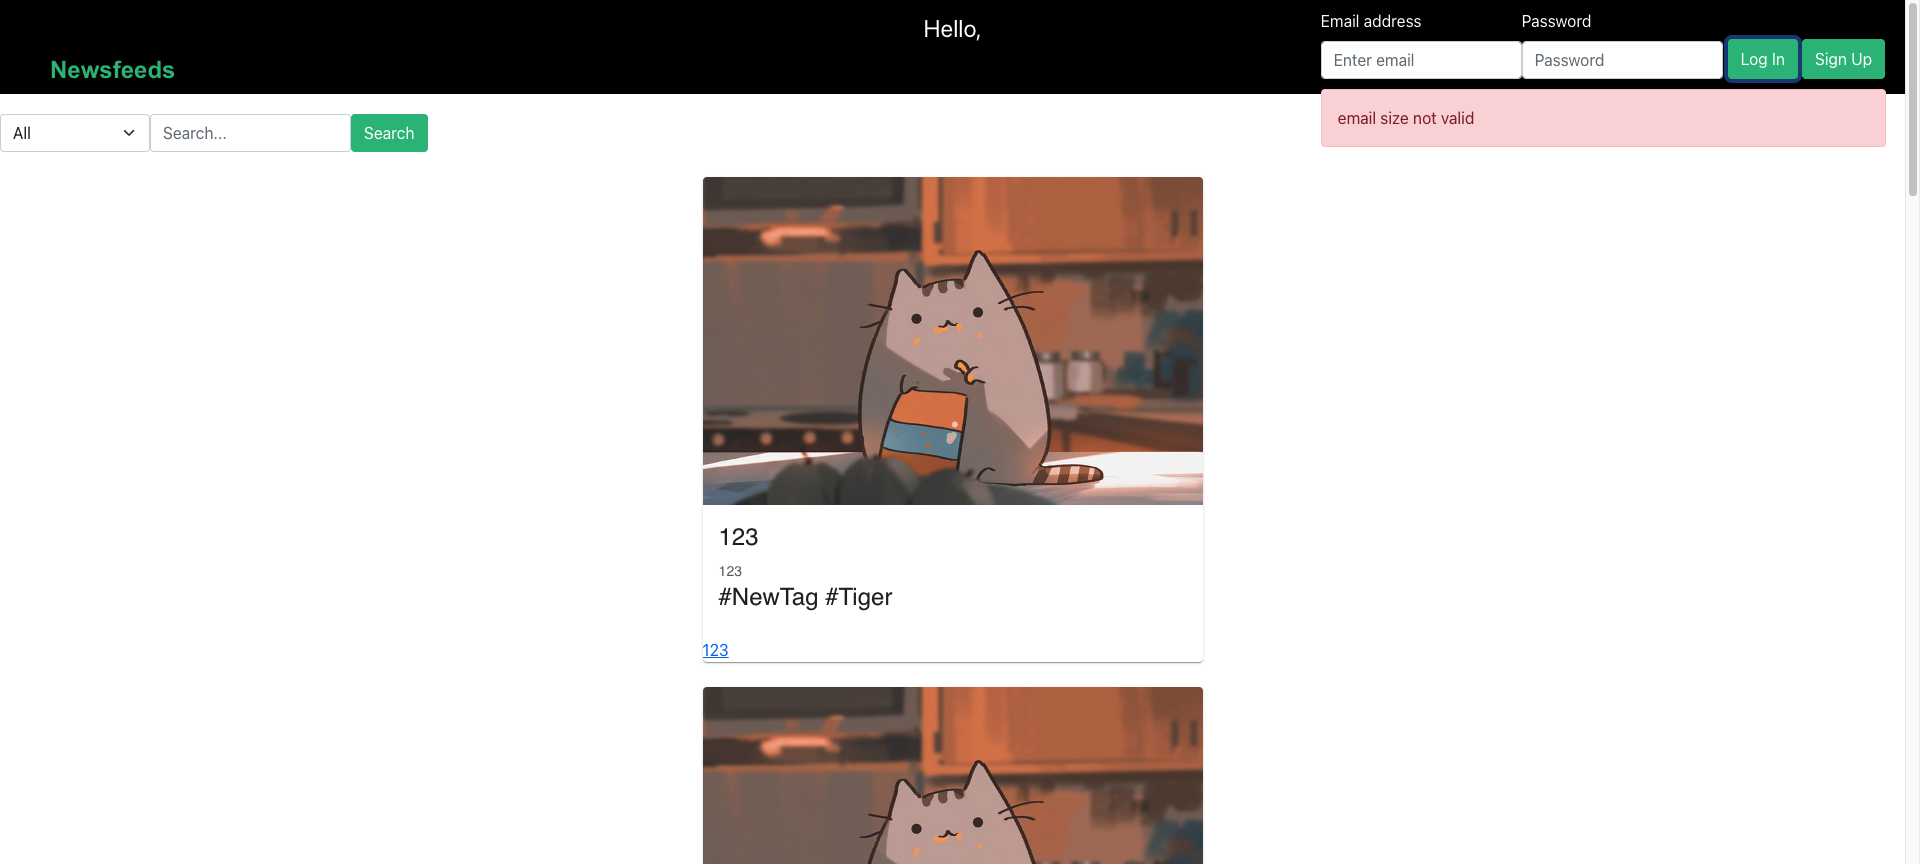 Hello,
Email address
Password
Newsfeeds
Enter email
Password
Log In
Sign Up
email size not valid
All
Search...
Search
123
123
#NewTag #Tiger
123